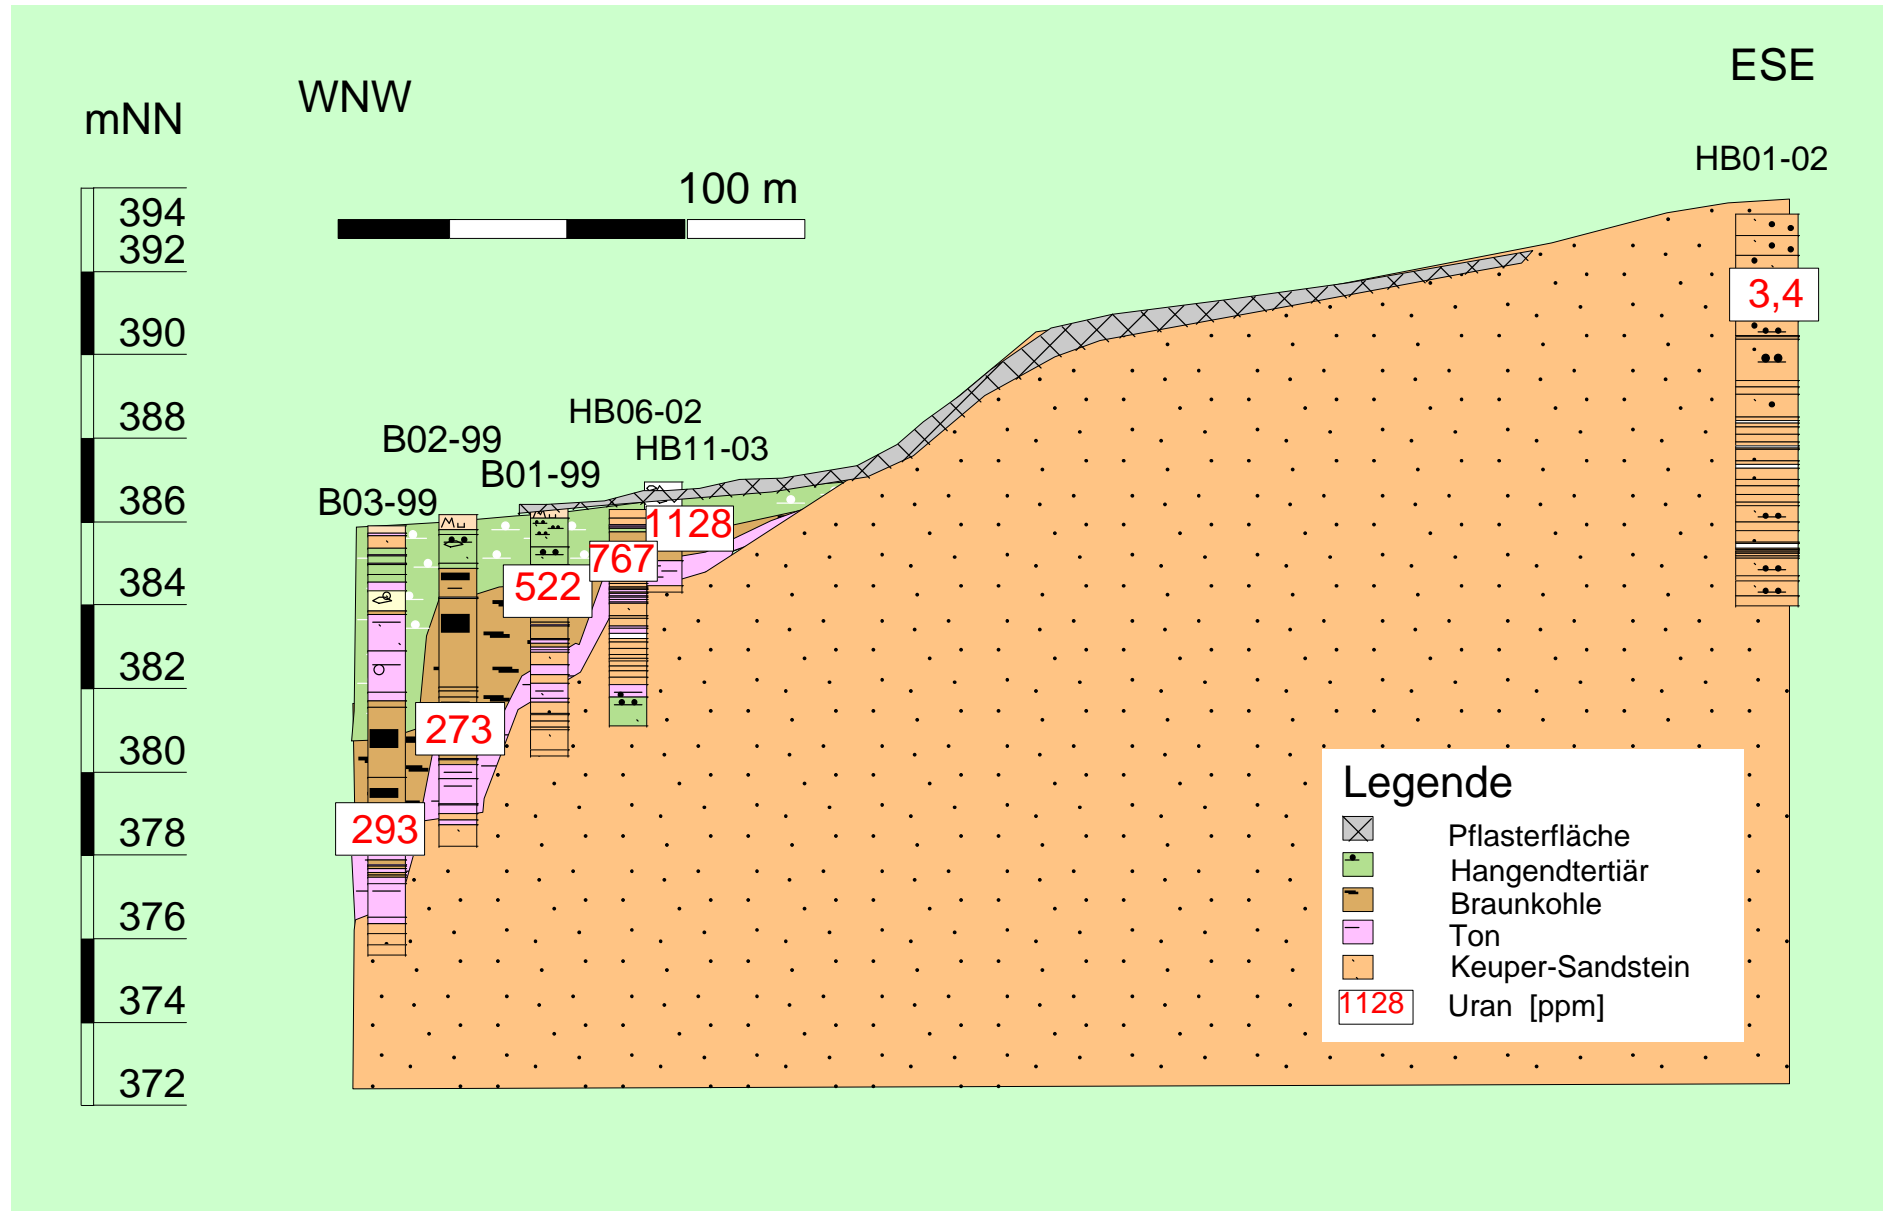 WNW
ESE
mNN
HB01-02
100 m
394
392
390
388
386
384
382
380
378
376
374
372
3,4
HB06-02
B02-99
HB11-03
B01-99
B03-99
1128
767
522
273
293
Legende
Pflasterfläche
Hangendtertiär
Braunkohle
Ton
Keuper-Sandstein
1128 Uran [ppm]